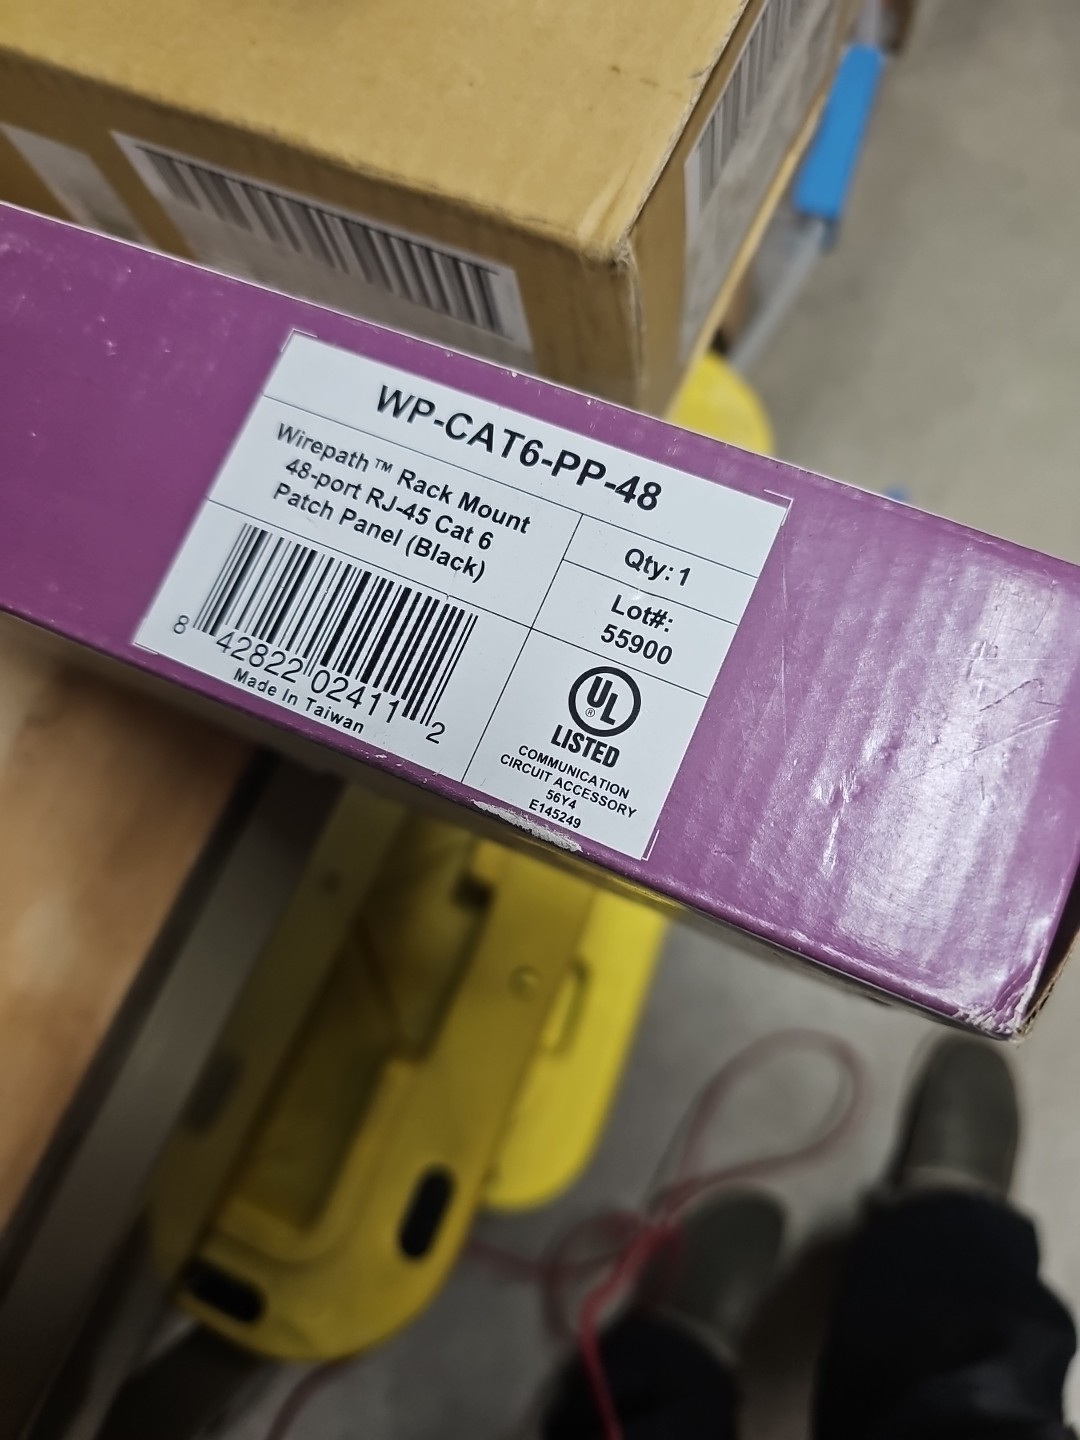 WP-CAT6-PP-48
Wirepath™ Rack Mount
48-port RJ-45 Cat 6
Patch Panel (Black)
Qty: 1
Lot#:
55900
8 42822 02411 2
Made In Taiwan
UL
®
LISTED
COMMUNICATION
CIRCUIT ACCESSORY
56Y4
E145249